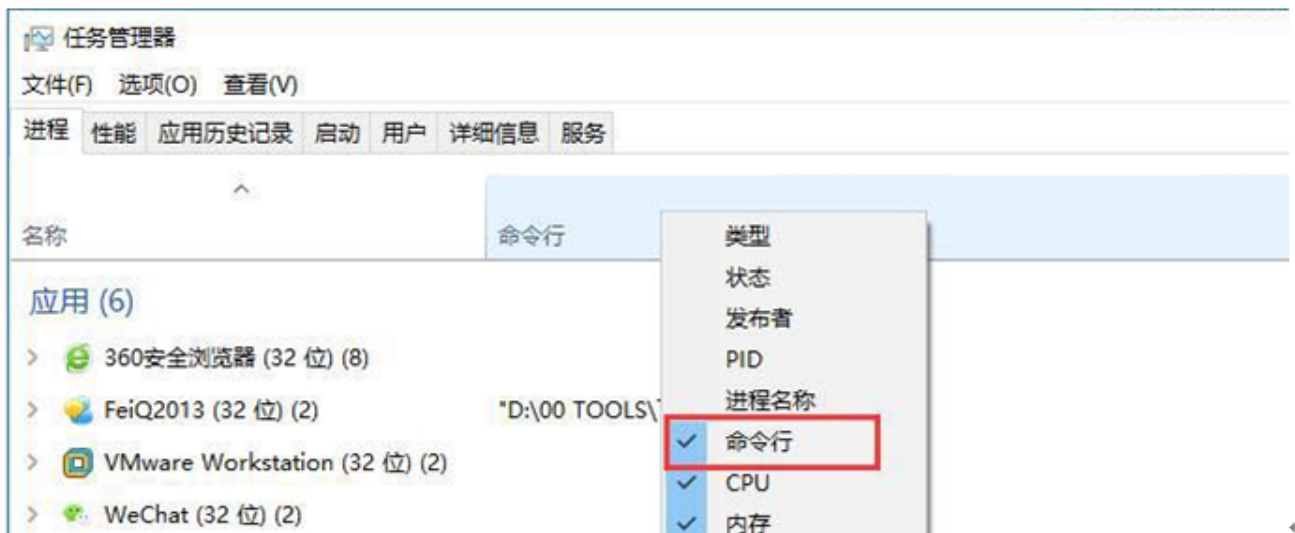 任务管理器
文件(F) 选项(O) 查看(V)
进程 性能 应用历史记录 启动 用户 详细信息 服务
名称 命令行
类型
状态
应用 (6)
发布者
360安全浏览器 (32 位) (8)
PID
进程名称
FeiQ2013 (32 位) (2) "D:\00 TOOLS\
命令行
VMware Workstation (32 位) (2)
CPU
WeChat (32 位) (2)
内存